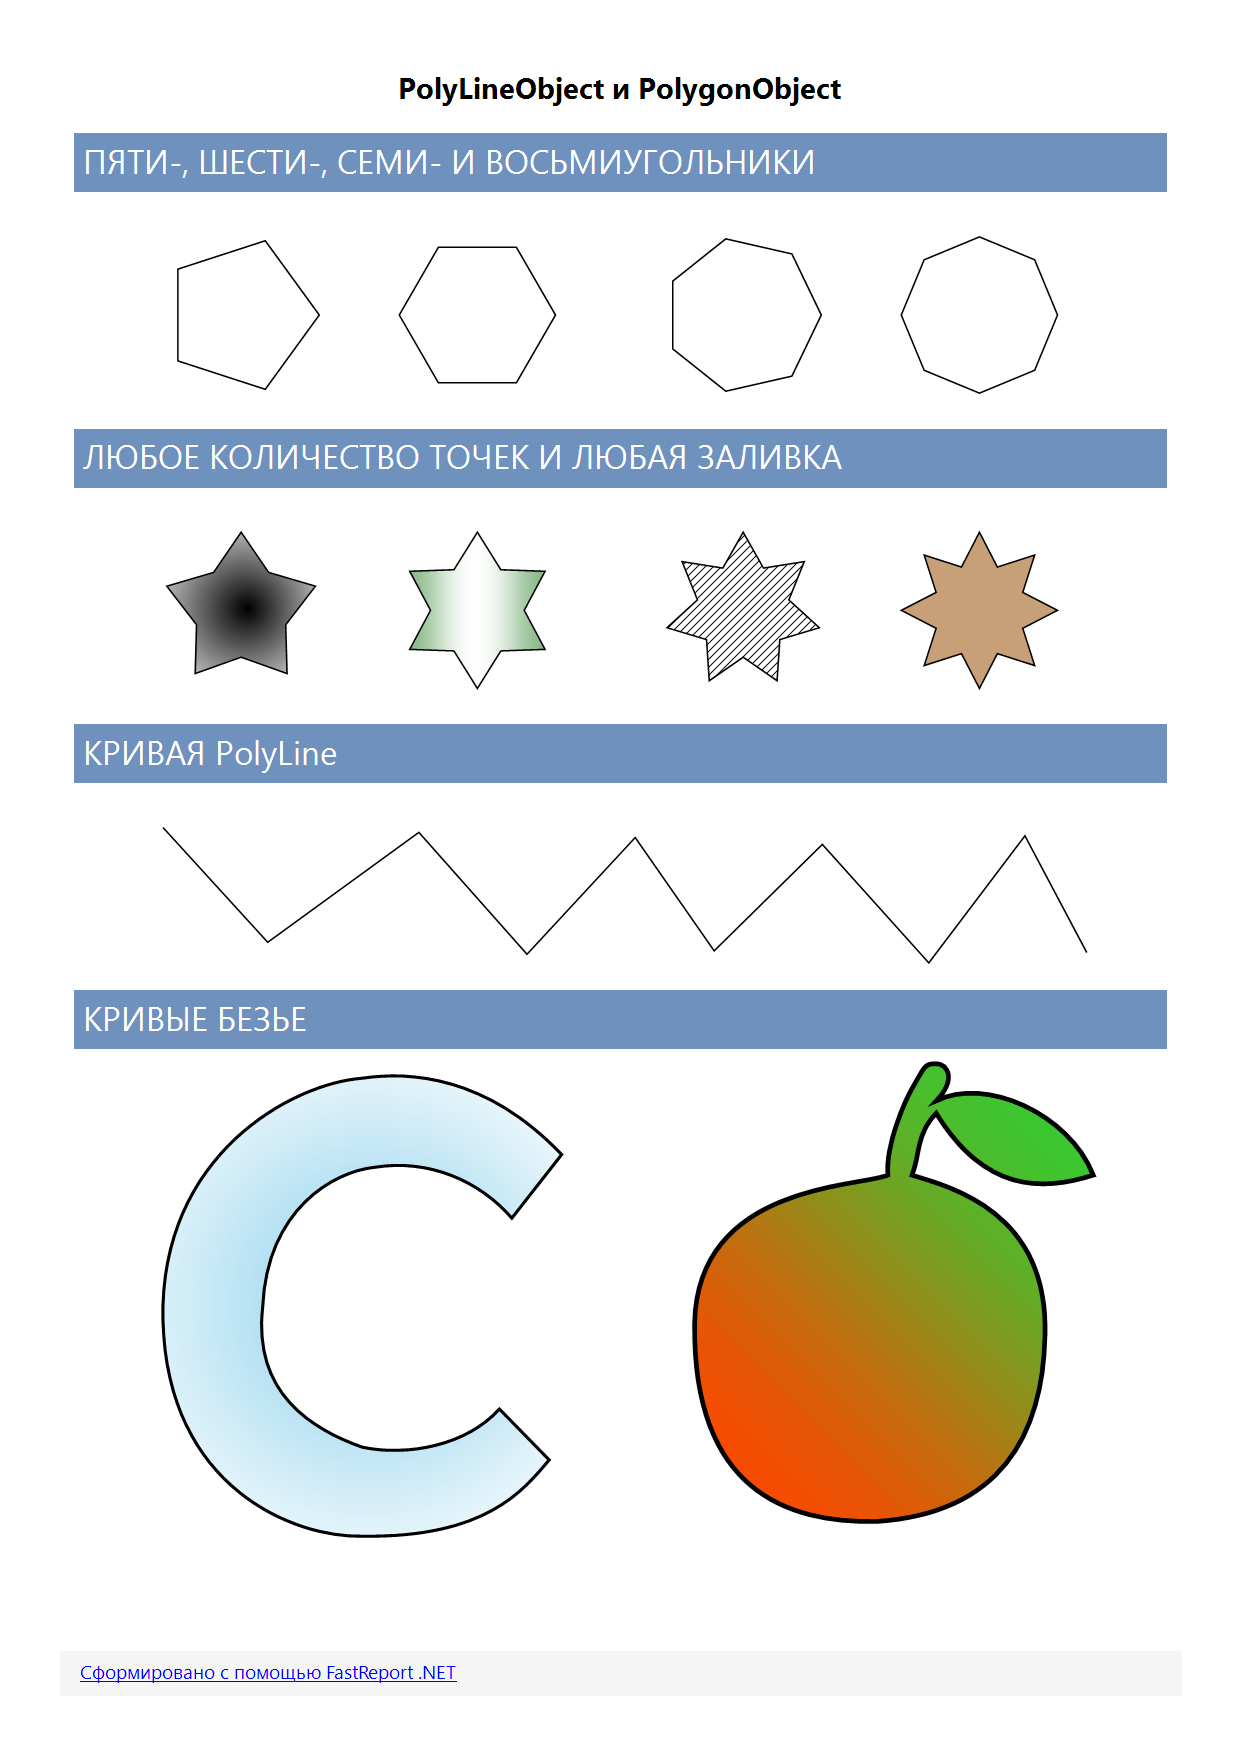 PolyLineObject и PolygonObject
ПЯТИ-, ШЕСТИ-, СЕМИ- И ВОСЬМИУГОЛЬНИКИ
ЛЮБОЕ КОЛИЧЕСТВО ТОЧЕК И ЛЮБАЯ ЗАЛИВКА
КРИВАЯ PolyLine
КРИВЫЕ БЕЗЬЕ
Сформировано с помощью FastReport .NET